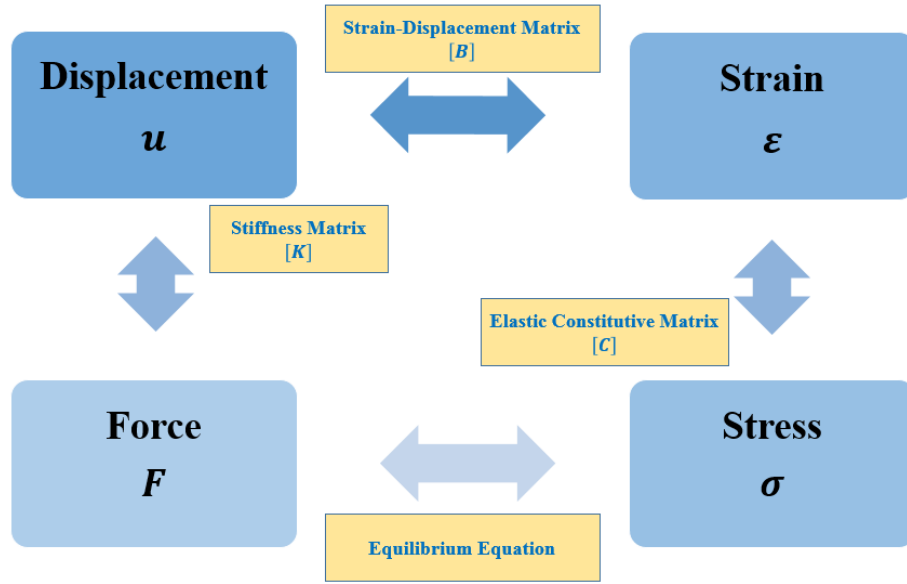 Strain-Displacement Matrix
[B]
Displacement
u
Strain
ε
Stiffness Matrix
[K]
Elastic Constitutive Matrix
[C]
Force
F
Stress
σ
Equilibrium Equation